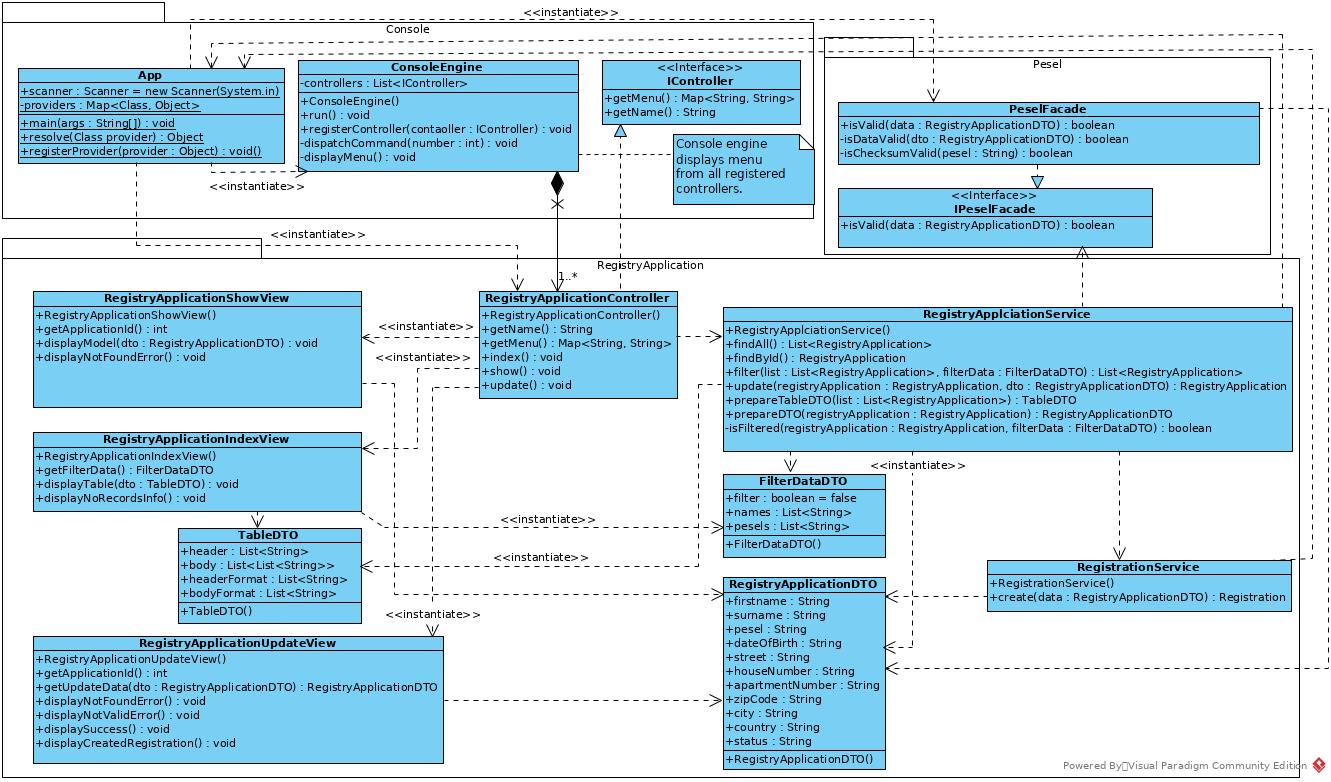 <<instantiate>>
Console
App
+scanner : Scanner = new Scanner(System.in)
-providers : Map<Class, Object>
+main(args : String[]) : void
+resolve(Class provider) : Object
+registerProvider(provider : Object) : void()
ConsoleEngine
-controllers : List<IController>
+ConsoleEngine()
+run() : void
+registerController(contaoller : IController) : void
-dispatchCommand(number : int) : void
-displayMenu() : void
<<Interface>>
IController
+getMenu() : Map<String, String>
+getName() : String
Console engine
displays menu
from all registered
controllers.
<<instantiate>>
Pesel
PeselFacade
+isValid(data : RegistryApplicationDTO) : boolean
-isDataValid(dto : RegistryApplicationDTO) : boolean
-isChecksumValid(pesel : String) : boolean
<<Interface>>
IPeselFacade
+isValid(data : RegistryApplicationDTO) : boolean
<<instantiate>>
RegistryApplication
1..*
RegistryApplicationShowView
+RegistryApplicationShowView()
+getApplicationId() : int
+displayModel(dto : RegistryApplicationDTO) : void
+displayNotFoundError() : void
<<instantiate>>
<<instantiate>>
RegistryApplicationController
+RegistryApplicationController()
+getName() : String
+getMenu() : Map<String, String>
+index() : void
+show() : void
+update() : void
RegistryApplciationService
+RegistryApplciationService()
+findAll() : List<RegistryApplication>
+findById() : RegistryApplication
+filter(list : List<RegistryApplication>, filterData : FilterDataDTO) : List<RegistryApplication>
+update(registryApplication : RegistryApplication, dto : RegistryApplicationDTO) : RegistryApplication
+prepareTableDTO(list : List<RegistryApplication>) : TableDTO
+prepareDTO(registryApplication : RegistryApplication) : RegistryApplicationDTO
-isFiltered(registryApplication : RegistryApplication, filterData : FilterDataDTO) : boolean
RegistryApplicationIndexView
+RegistryApplicationIndexView()
+getFilterData() : FilterDataDTO
+displayTable(dto : TableDTO) : void
+displayNoRecordsInfo() : void
<<instantiate>>
FilterDataDTO
+filter : boolean = false
+names : List<String>
+pesels : List<String>
+FilterDataDTO()
<<instantiate>>
<<instantiate>>
TableDTO
+header : List<String>
+body : List<List<String>>
+headerFormat : List<String>
+bodyFormat : List<String>
+TableDTO()
RegistrationService
+RegistrationService()
+create(data : RegistryApplicationDTO) : Registration
RegistryApplicationDTO
+firstname : String
+surname : String
+pesel : String
+dateOfBirth : String
+street : String
+houseNumber : String
+apartmentNumber : String
+zipCode : String
+city : String
+country : String
+status : String
+RegistryApplicationDTO()
<<instantiate>>
RegistryApplicationUpdateView
+RegistryApplicationUpdateView()
+getApplicationId() : int
+getUpdateData(dto : RegistryApplicationDTO) : RegistryApplicationDTO
+displayNotFoundError() : void
+displayNotValidError() : void
+displaySuccess() : void
+displayCreatedRegistration() : void
Powered By Visual Paradigm Community Edition